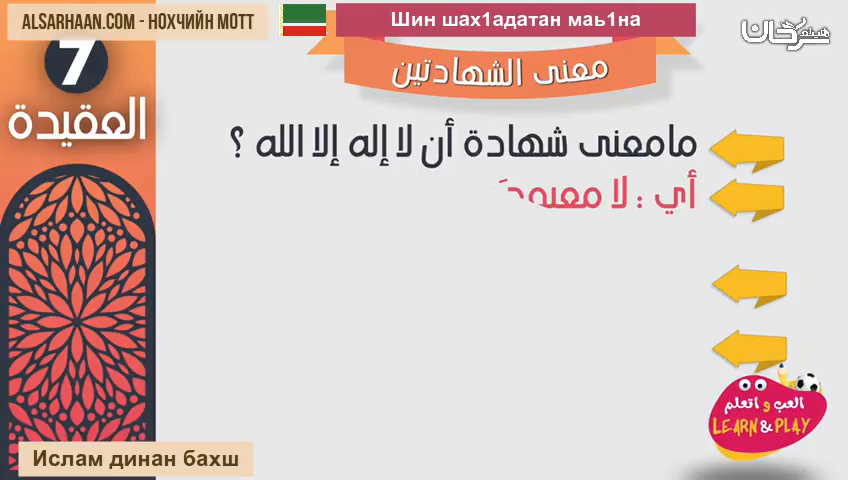 ALSARHAAN.COM - НОХЧИЙН МОТТ
Шин шах1адатан маь1на
سرحان
7
العقيدة
معنى الشهادتين
مامعنى شهادة أن لا إله إلا الله ؟
أي : لا
العب و اتعلم
LEARN & PLAY
Ислам динан бахш